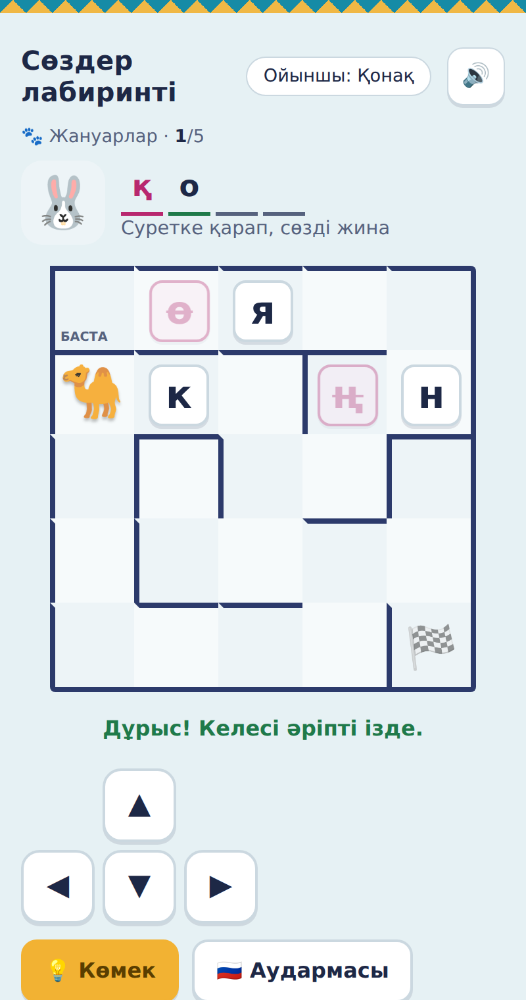 Сөздер
лабиринті
Ойыншы: Қонақ
Жануарлар · 1/5
қ о
Суретке қарап, сөзді жина
ө я
БАСТА
к ң н
Дұрыс! Келесі әріпті ізде.
Көмек
Аудармасы